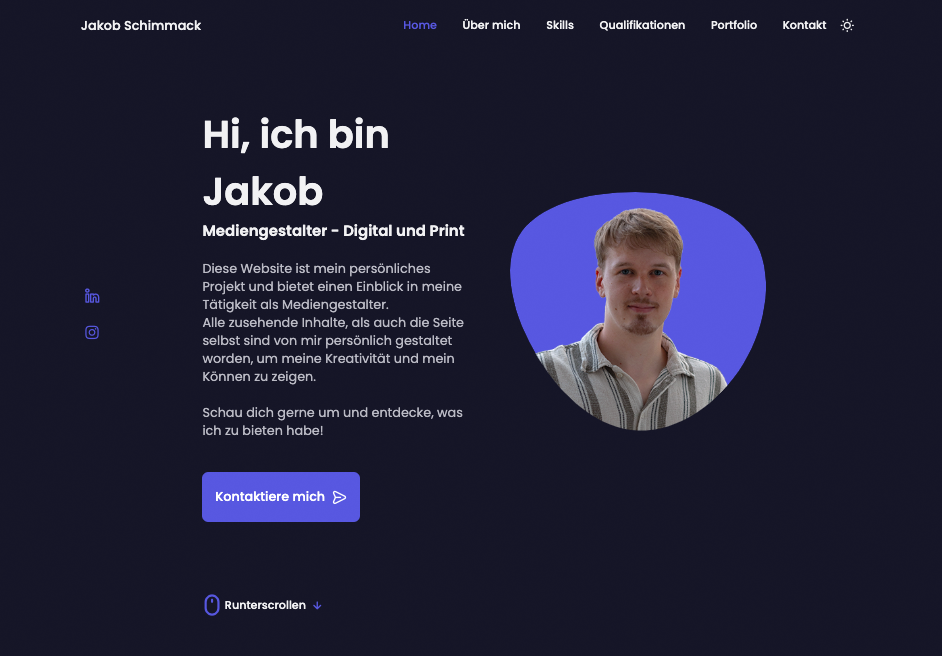 Jakob Schimmack
Home Über mich Skills Qualifikationen Portfolio Kontakt
Hi, ich bin
Jakob
Mediengestalter - Digital und Print
Diese Website ist mein persönliches
Projekt und bietet einen Einblick in meine
Tätigkeit als Mediengestalter.
Alle zusehende Inhalte, als auch die Seite
selbst sind von mir persönlich gestaltet
worden, um meine Kreativität und mein
Können zu zeigen.
Schau dich gerne um und entdecke, was
ich zu bieten habe!
Kontaktiere mich
Runterscrollen